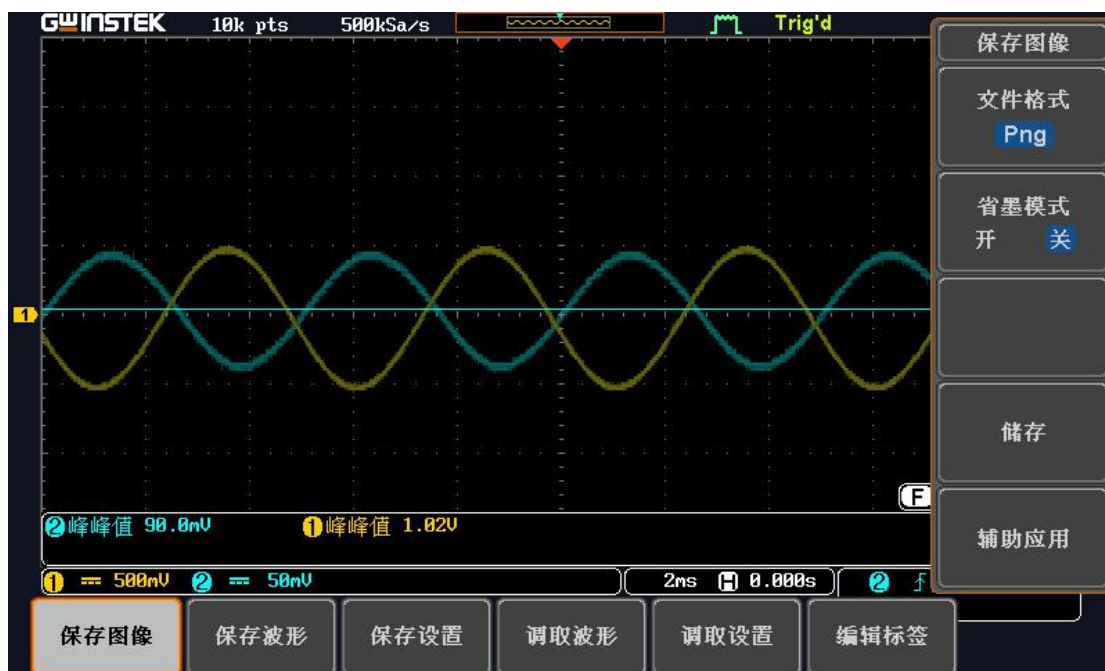 GWINSTEK 10k pts 500kSa/s Trig'd
保存图像
文件格式
Png
省墨模式
开 关
1
储存
F
2峰峰值 90.0mV 1峰峰值 1.02V
辅助应用
1 500mV 2 50mV 2ms H 0.000s 2
保存图像 保存波形 保存设置 调取波形 调取设置 编辑标签